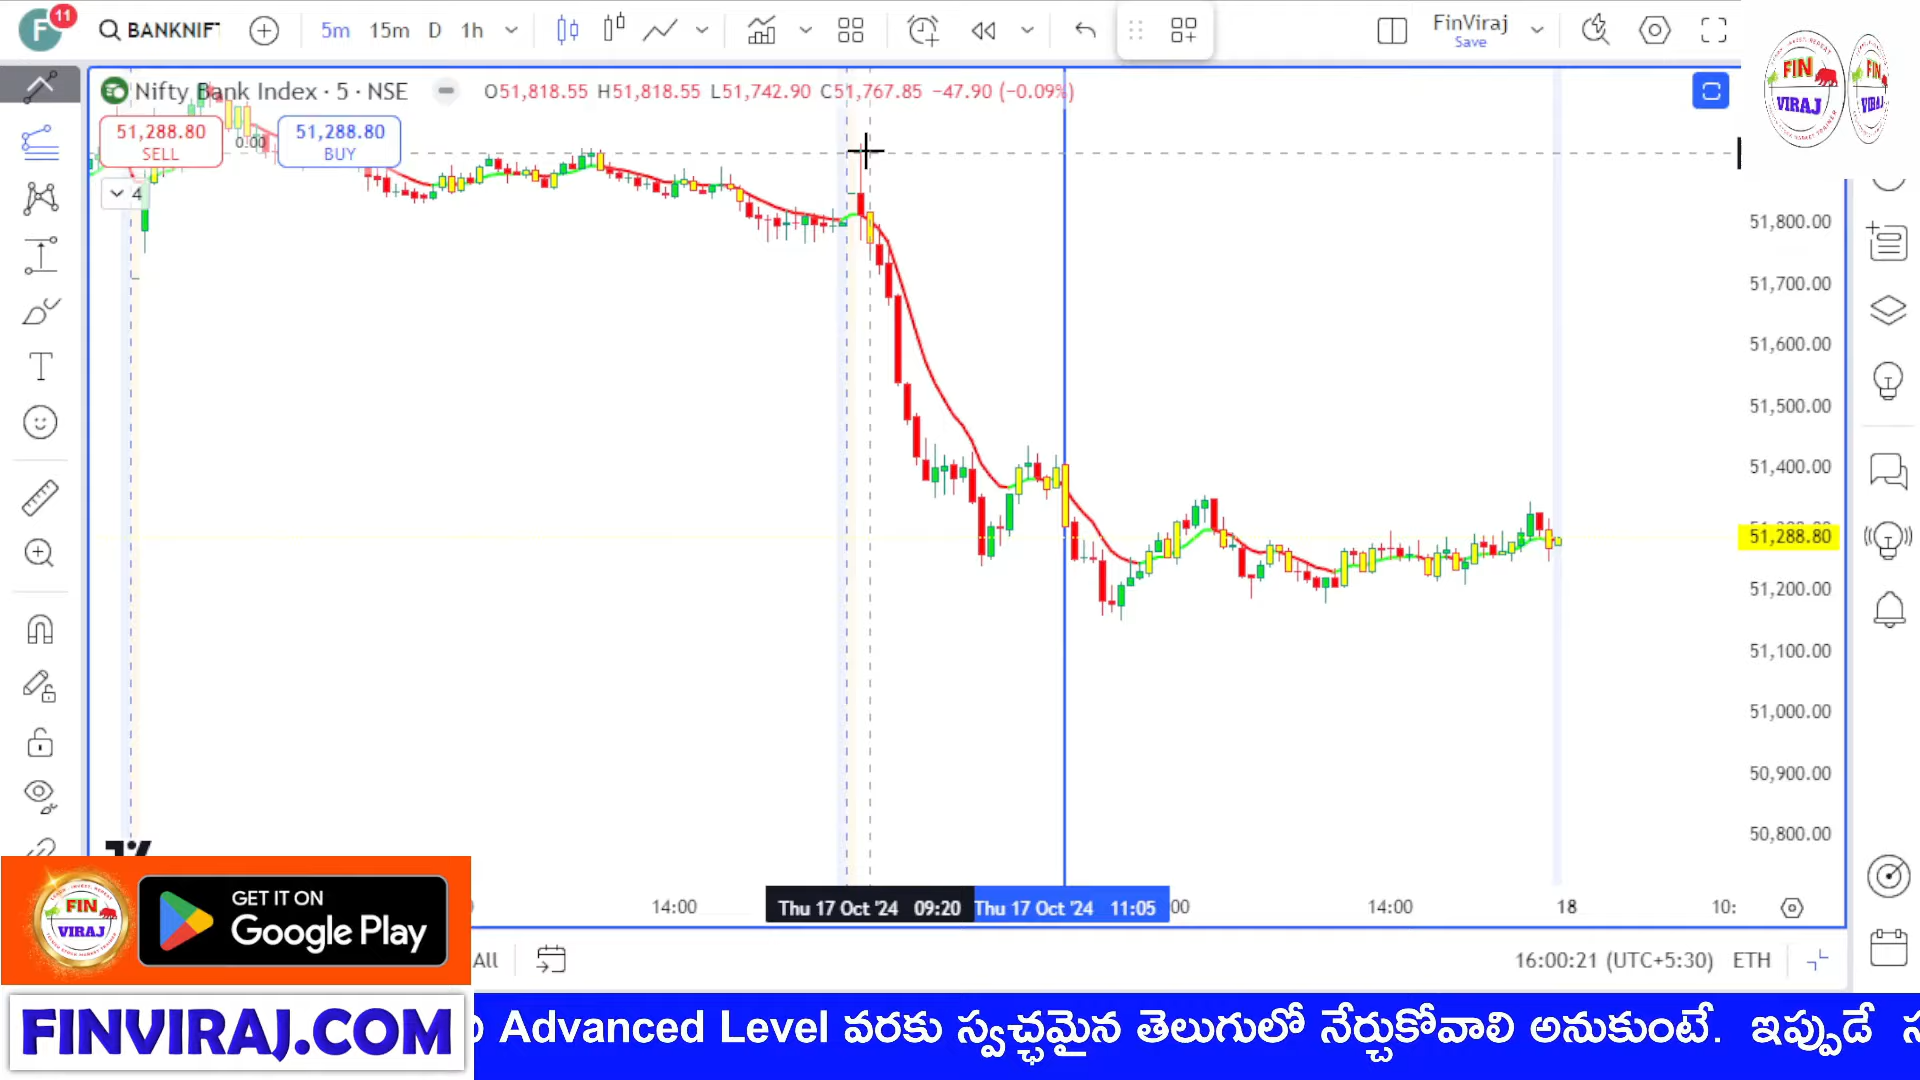 F 11 BANKNIF 5m 15m D 1h FinViraj Save
Nifty Bank Index · 5 · NSE O51,818.55 H51,818.55 L51,742.90 C51,767.85 −47.90 (−0.09%)
51,288.80 SELL 0.00 51,288.80 BUY
4
FIN VIRAJ
51,800.00
51,700.00
51,600.00
51,500.00
51,400.00
51,288.80
51,200.00
51,100.00
51,000.00
50,900.00
50,800.00
14:00 Thu 17 Oct '24 09:20 Thu 17 Oct '24 11:05 00 14:00 18 10:
FIN VIRAJ
GET IT ON
Google Play
All 16:00:21 (UTC+5:30) ETH
FINVIRAJ.COM
Advanced Level వరకు స్వచ్ఛమైన తెలుగులో నేర్చుకోవాలి అనుకుంటే. ఇప్పుడే